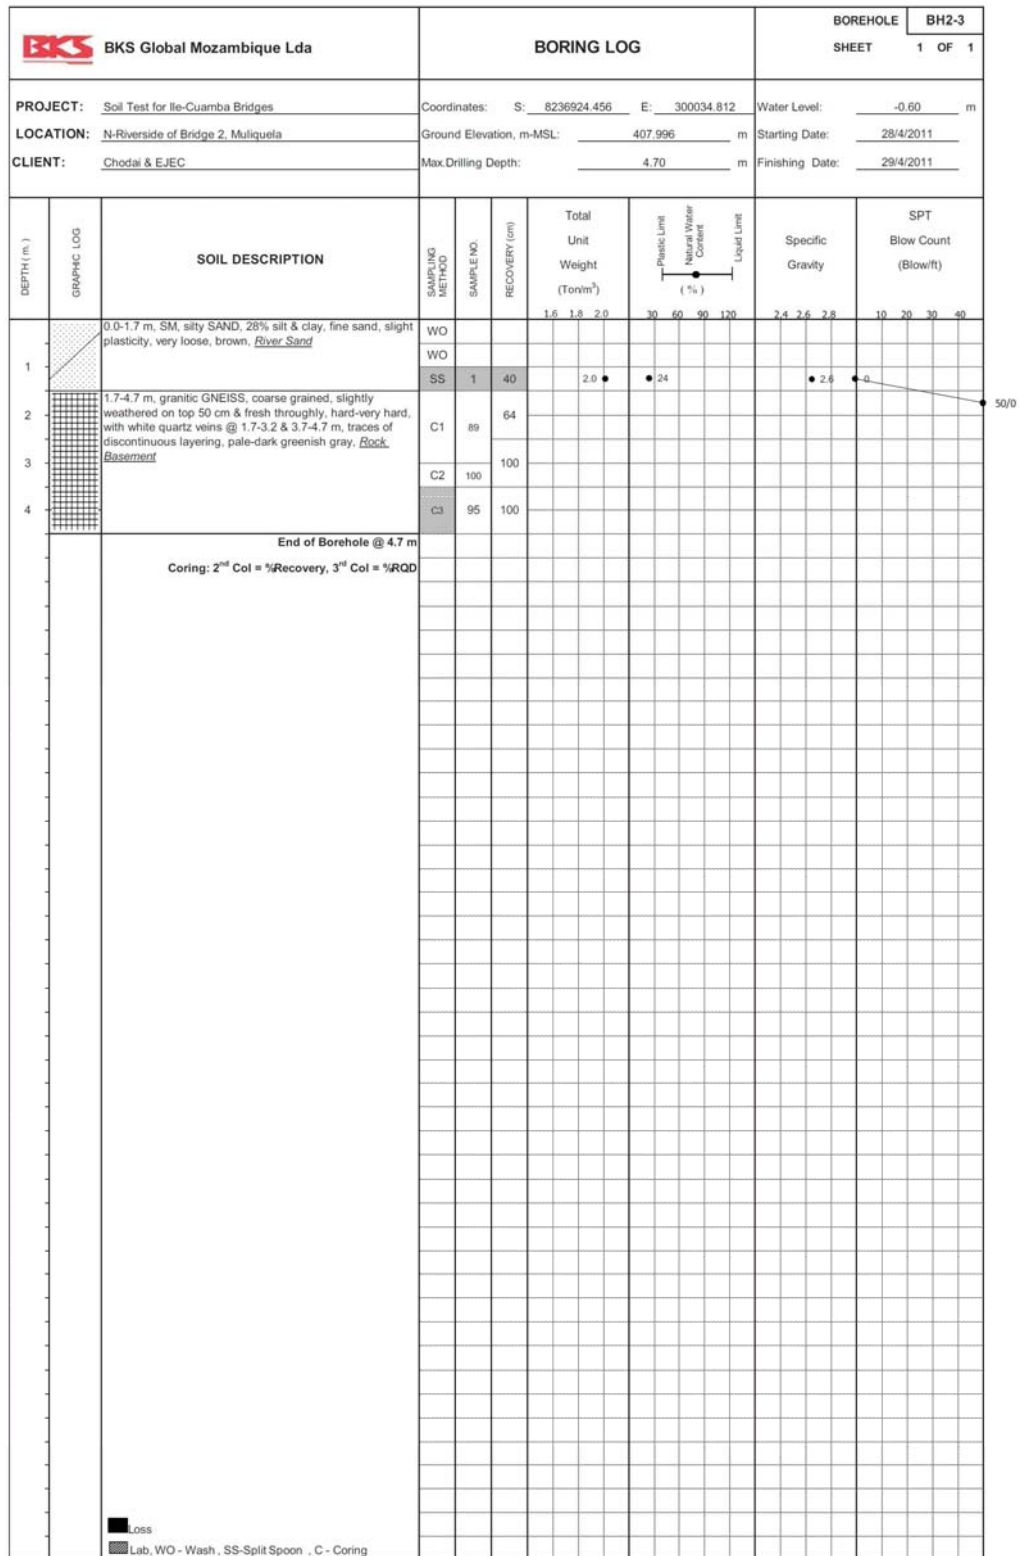 BKS BKS Global Mozambique Lda
BORING LOG
BOREHOLE BH2-3
SHEET 1 OF 1
PROJECT: Soil Test for Ile-Cuamba Bridges
LOCATION: N-Riverside of Bridge 2, Muliquela
CLIENT: Chodai & EJEC
Coordinates: S: 8236924.456 E: 300034.812
Ground Elevation, m-MSL: 407.996 m
Max.Drilling Depth: 4.70 m
Water Level: -0.60 m
Starting Date: 28/4/2011
Finishing Date: 29/4/2011
DEPTH ( m. )
GRAPHIC LOG
SOIL DESCRIPTION
SAMPLING METHOD
SAMPLE NO.
RECOVERY (cm)
Total
Unit
Weight
(Ton/m³)
1.6 1.8 2.0
Plastic Limit
Natural Water Content
Liquid Limit
( % )
30 60 90 120
Specific
Gravity
2.4 2.6 2.8
SPT
Blow Count
(Blow/ft)
10 20 30 40
0.0-1.7 m, SM, silty SAND, 28% silt & clay, fine sand, slight
plasticity, very loose, brown, River Sand
WO
WO
1
SS 1 40 2.0 24 2.6 0
1.7-4.7 m, granitic GNEISS, coarse grained, slightly
weathered on top 50 cm & fresh throughly, hard-very hard,
with white quartz veins @ 1.7-3.2 & 3.7-4.7 m, traces of
discontinuous layering, pale-dark greenish gray, Rock
Basement
50/0
2 C1 89 64
3 100
C2 100
4 C3 95 100
End of Borehole @ 4.7 m
Coring: 2nd Col = %Recovery, 3rd Col = %RQD
Loss
Lab, WO - Wash , SS-Split Spoon , C - Coring